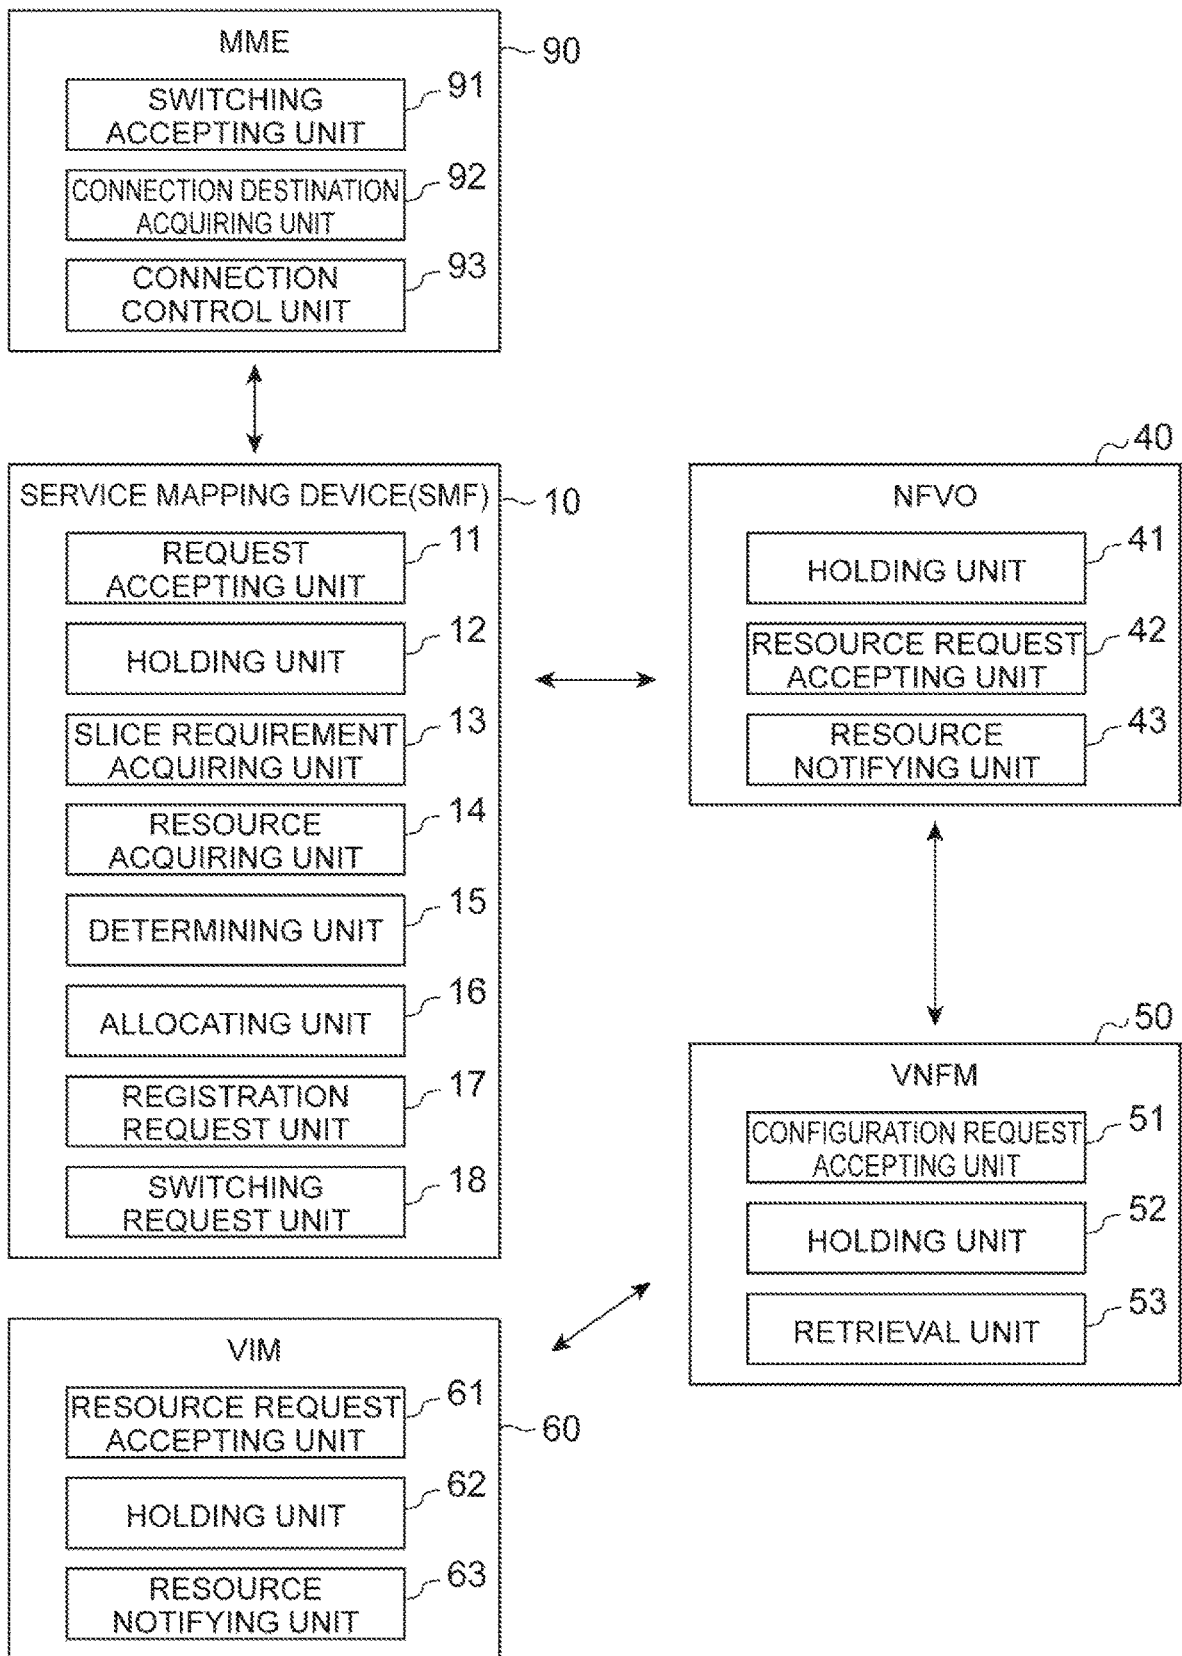 MME
90
SWITCHING
ACCEPTING UNIT
91
CONNECTION DESTINATION
ACQUIRING UNIT
92
CONNECTION
CONTROL UNIT
93
SERVICE MAPPING DEVICE(SMF)
10
REQUEST
ACCEPTING UNIT
11
HOLDING UNIT
12
SLICE REQUIREMENT
ACQUIRING UNIT
13
RESOURCE
ACQUIRING UNIT
14
DETERMINING UNIT
15
ALLOCATING UNIT
16
REGISTRATION
REQUEST UNIT
17
SWITCHING
REQUEST UNIT
18
40
NFVO
HOLDING UNIT
41
RESOURCE REQUEST
ACCEPTING UNIT
42
RESOURCE
NOTIFYING UNIT
43
50
VNFM
CONFIGURATION REQUEST
ACCEPTING UNIT
51
HOLDING UNIT
52
RETRIEVAL UNIT
53
VIM
60
RESOURCE REQUEST
ACCEPTING UNIT
61
HOLDING UNIT
62
RESOURCE
NOTIFYING UNIT
63